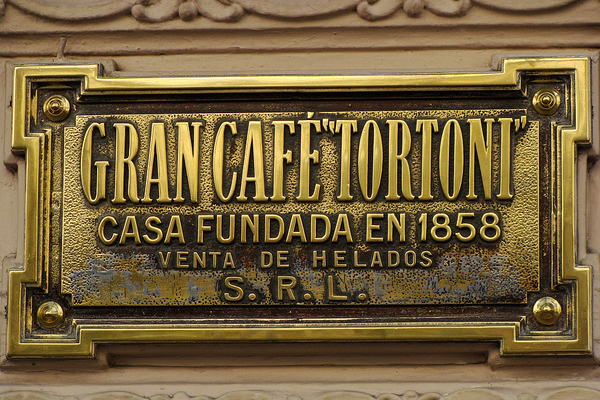 GRAN CAFÉ "TORTONI"
CASA FUNDADA EN 1858
VENTA DE HELADOS
S. R. L.